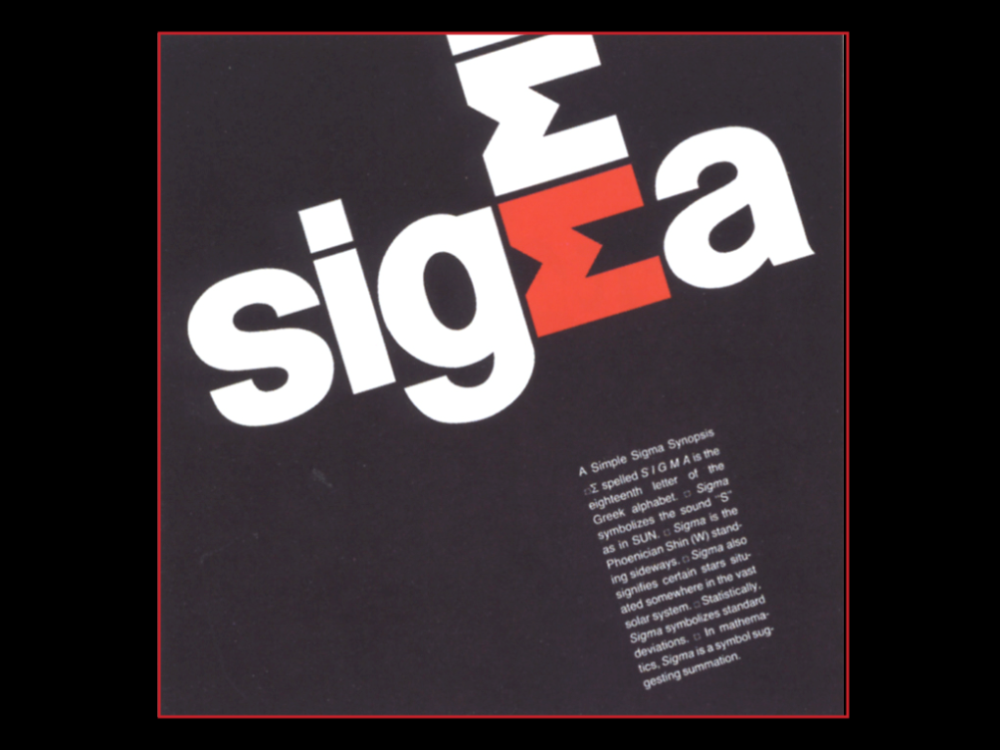 sigΣa
A Simple Sigma Synopsis
□Σ spelled S I G M A is the
eighteenth letter of the
Greek alphabet. □ Sigma
symbolizes the sound "S"
as in SUN. □ Sigma is the
Phoenician Shin (W) stand-
ing sideways. □ Sigma also
signifies certain stars situ-
ated somewhere in the vast
solar system. □ Statistically,
Sigma symbolizes standard
deviations. □ In mathema-
tics, Sigma is a symbol sug-
gesting summation.